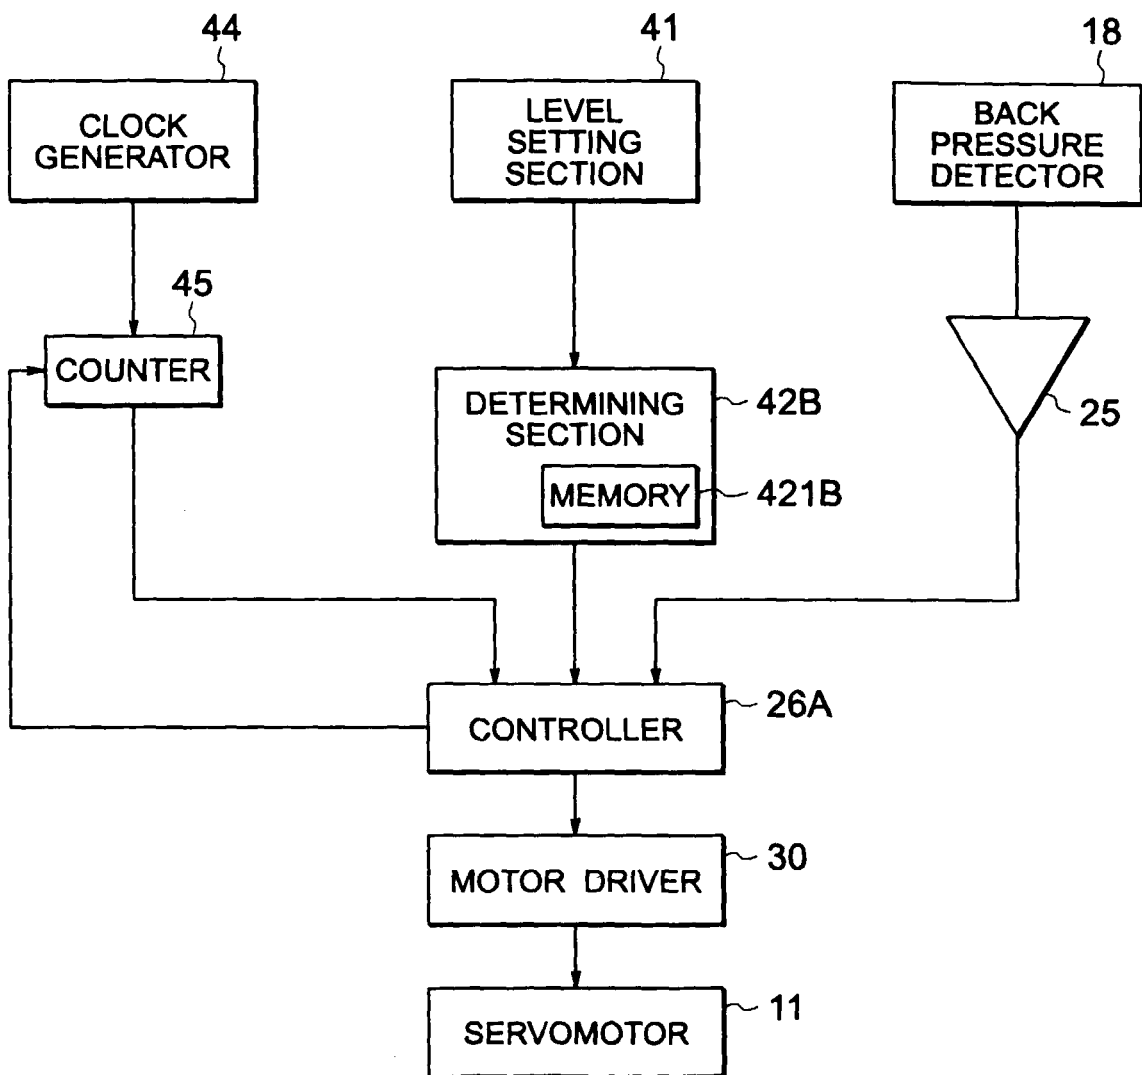 44
41
18
CLOCK
GENERATOR
LEVEL
SETTING
SECTION
BACK
PRESSURE
DETECTOR
45
COUNTER
DETERMINING
SECTION
42B
MEMORY
421B
25
CONTROLLER
26A
MOTOR DRIVER
30
SERVOMOTOR
11